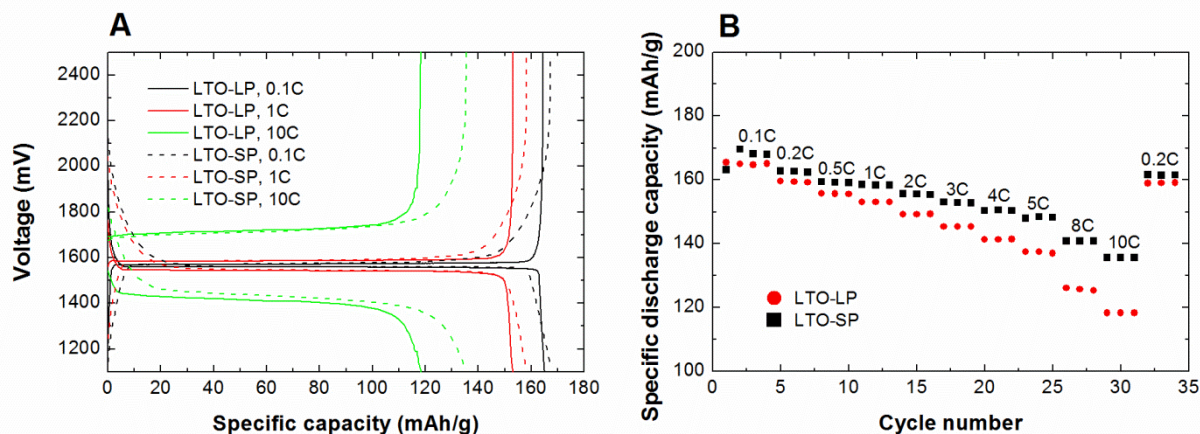 A
Voltage (mV)
2400
2200
2000
1800
1600
1400
1200
LTO-LP, 0.1C
LTO-LP, 1C
LTO-LP, 10C
LTO-SP, 0.1C
LTO-SP, 1C
LTO-SP, 10C
0 20 40 60 80 100 120 140 160 180
Specific capacity (mAh/g)
B
Specific discharge capacity (mAh/g)
200
180
160
140
120
100
0.1C
0.2C
0.5C
1C
2C
3C
4C
5C
8C
10C
0.2C
LTO-LP
LTO-SP
0 5 10 15 20 25 30 35
Cycle number